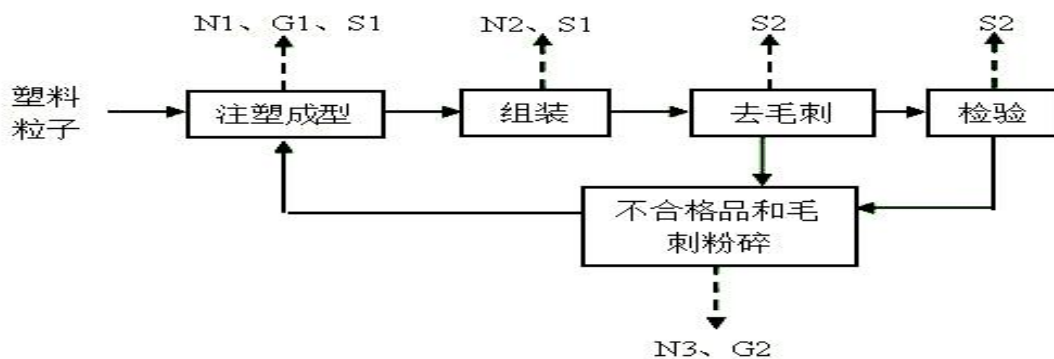 N1、G1、S1
N2、S1
S2
S2
塑料
粒子
注塑成型
组装
去毛刺
检验
不合格品和毛
刺粉碎
N3、G2